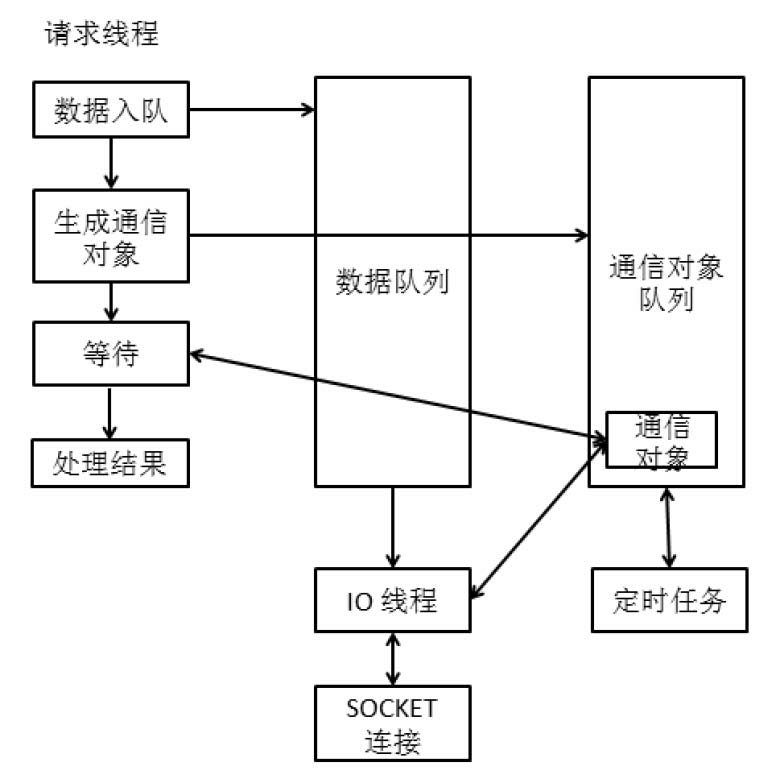 请求线程
数据入队
生成通信
对象
等待
处理结果
数据队列
通信对象
队列
通信
对象
IO 线程
定时任务
SOCKET
连接